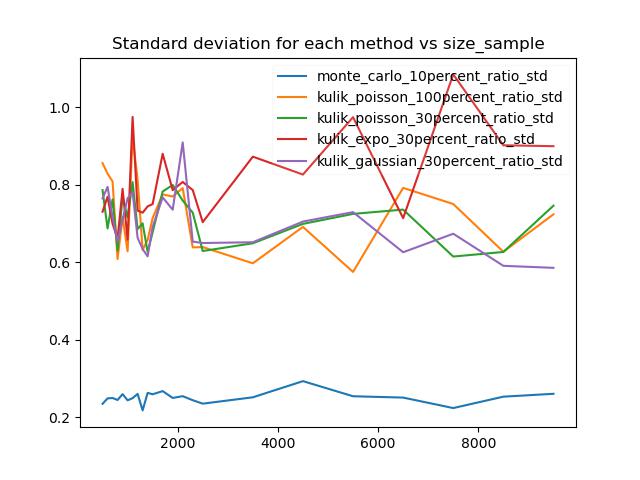 Standard deviation for each method vs size_sample
monte_carlo_10percent_ratio_std
kulik_poisson_100percent_ratio_std
kulik_poisson_30percent_ratio_std
kulik_expo_30percent_ratio_std
kulik_gaussian_30percent_ratio_std
1.0
0.8
0.6
0.4
0.2
2000 4000 6000 8000